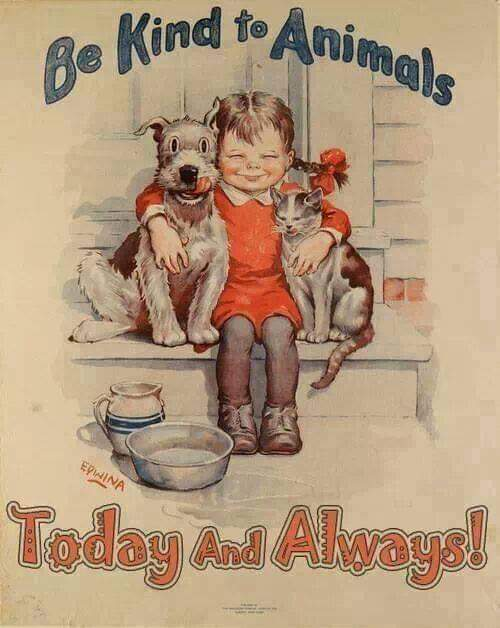 Be Kind to Animals
EDWINA
Today And Always!